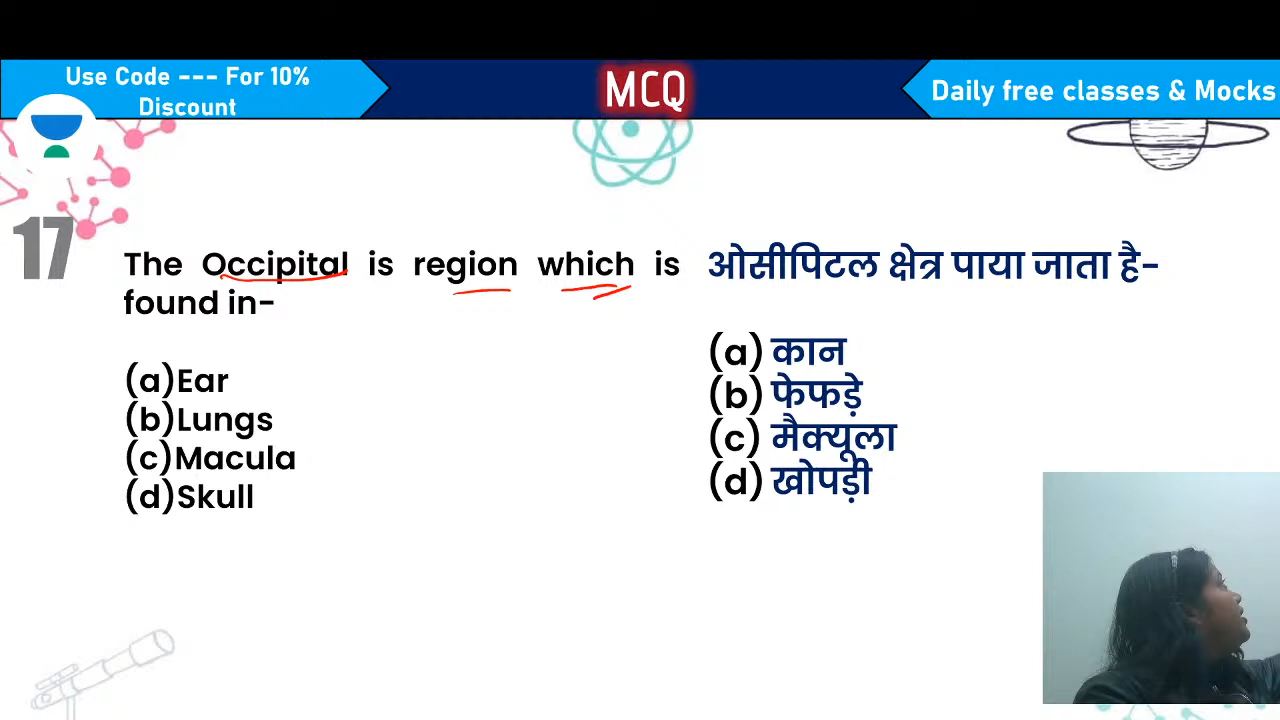 Use Code --- For 10%
Discount
MCQ
Daily free classes & Mocks
17
The Occipital is region which is
found in-
(a)Ear
(b)Lungs
(c)Macula
(d)Skull
ओसीपिटल क्षेत्र पाया जाता है-
(a) कान
(b) फेफड़े
(c) मैक्यूला
(d) खोपड़ी